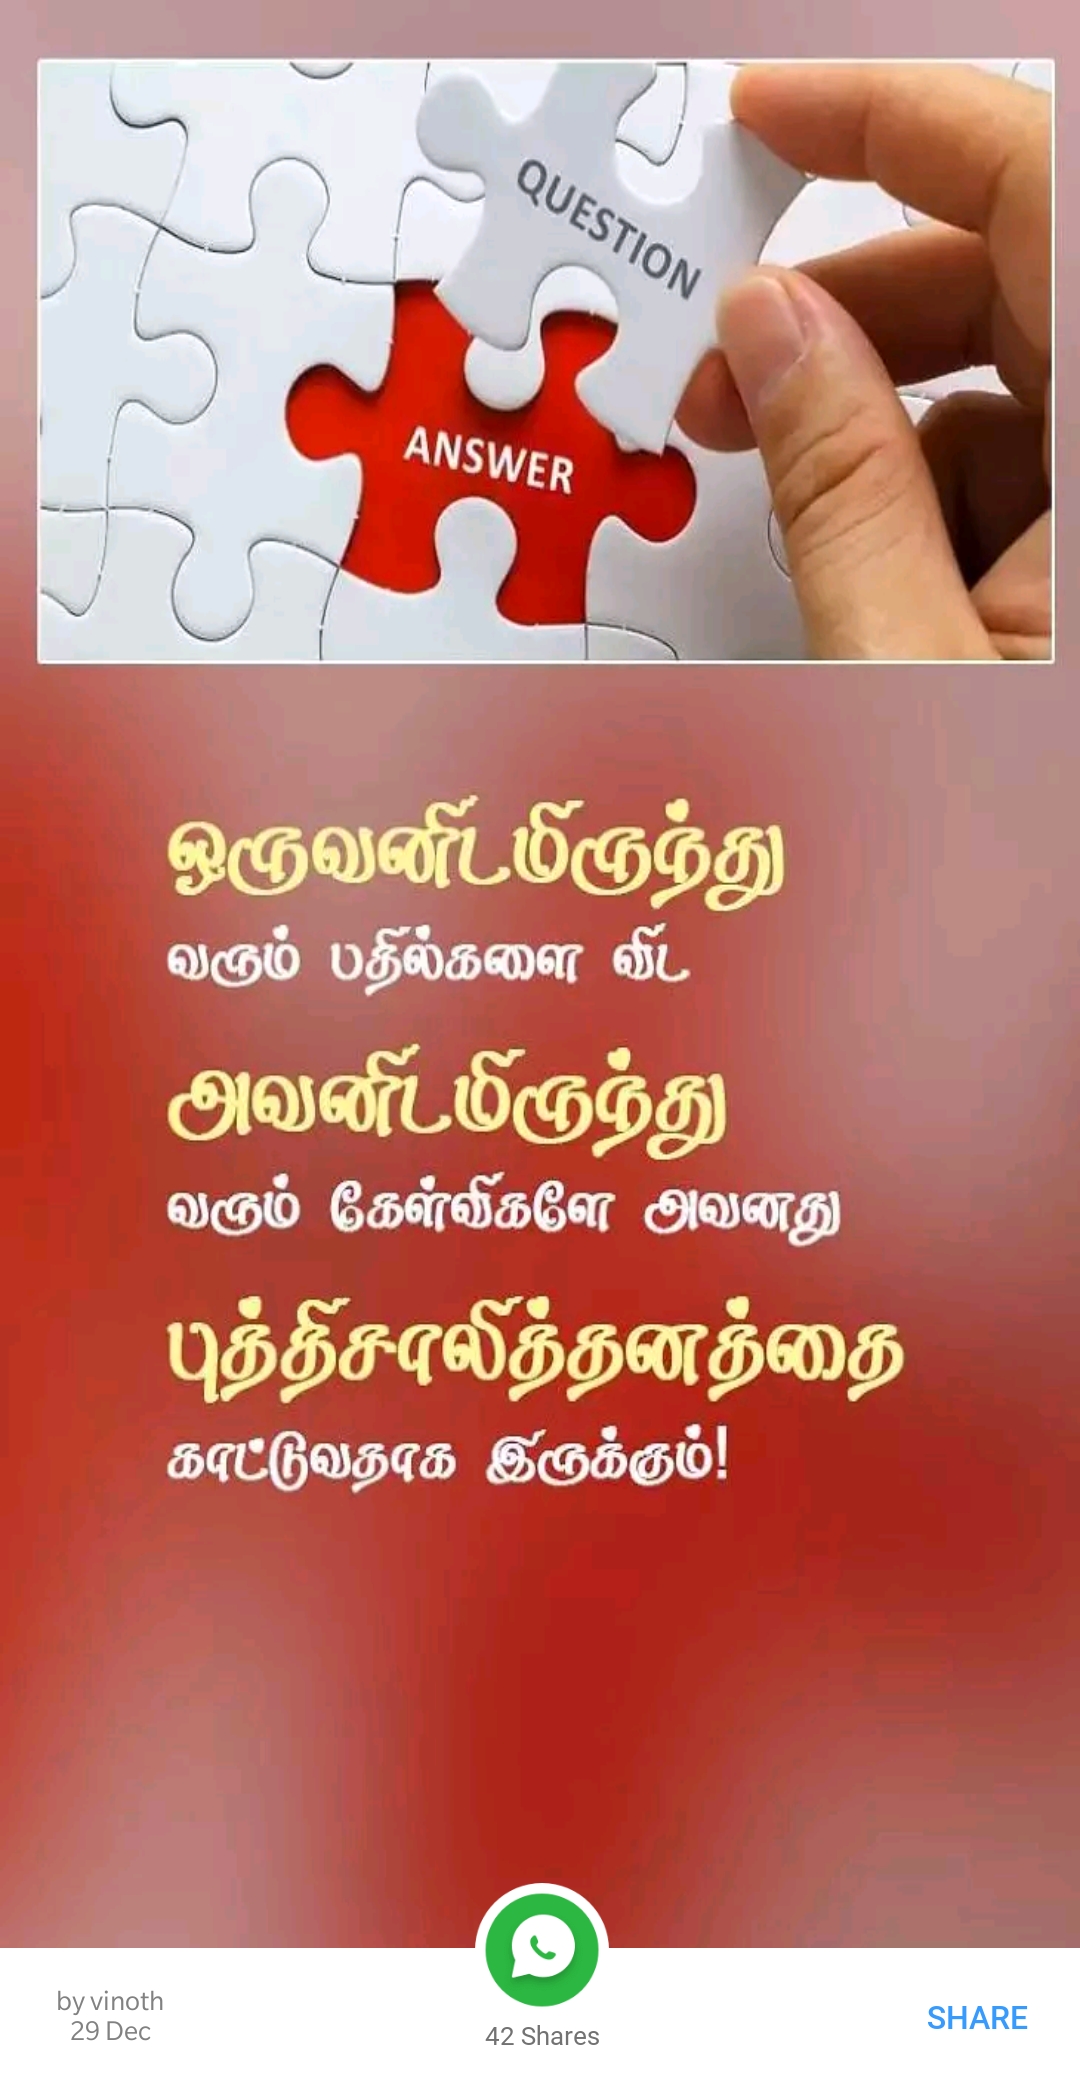 QUESTION
ANSWER
ஒருவனிடமிருந்து
வரும் பதில்களை விட
அவனிடமிருந்து
வரும் கேள்விகளே அவனது
புத்திசாலித்தனத்தை
காட்டுவதாக இருக்கும்!
by vinoth
29 Dec
42 Shares
SHARE